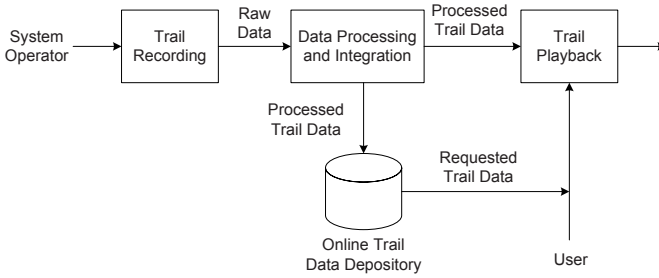 System
Operator
Trail
Recording
Raw
Data
Data Processing
and Integration
Processed
Trail Data
Trail
Playback
Processed
Trail Data
Requested
Trail Data
Online Trail
Data Depository
User